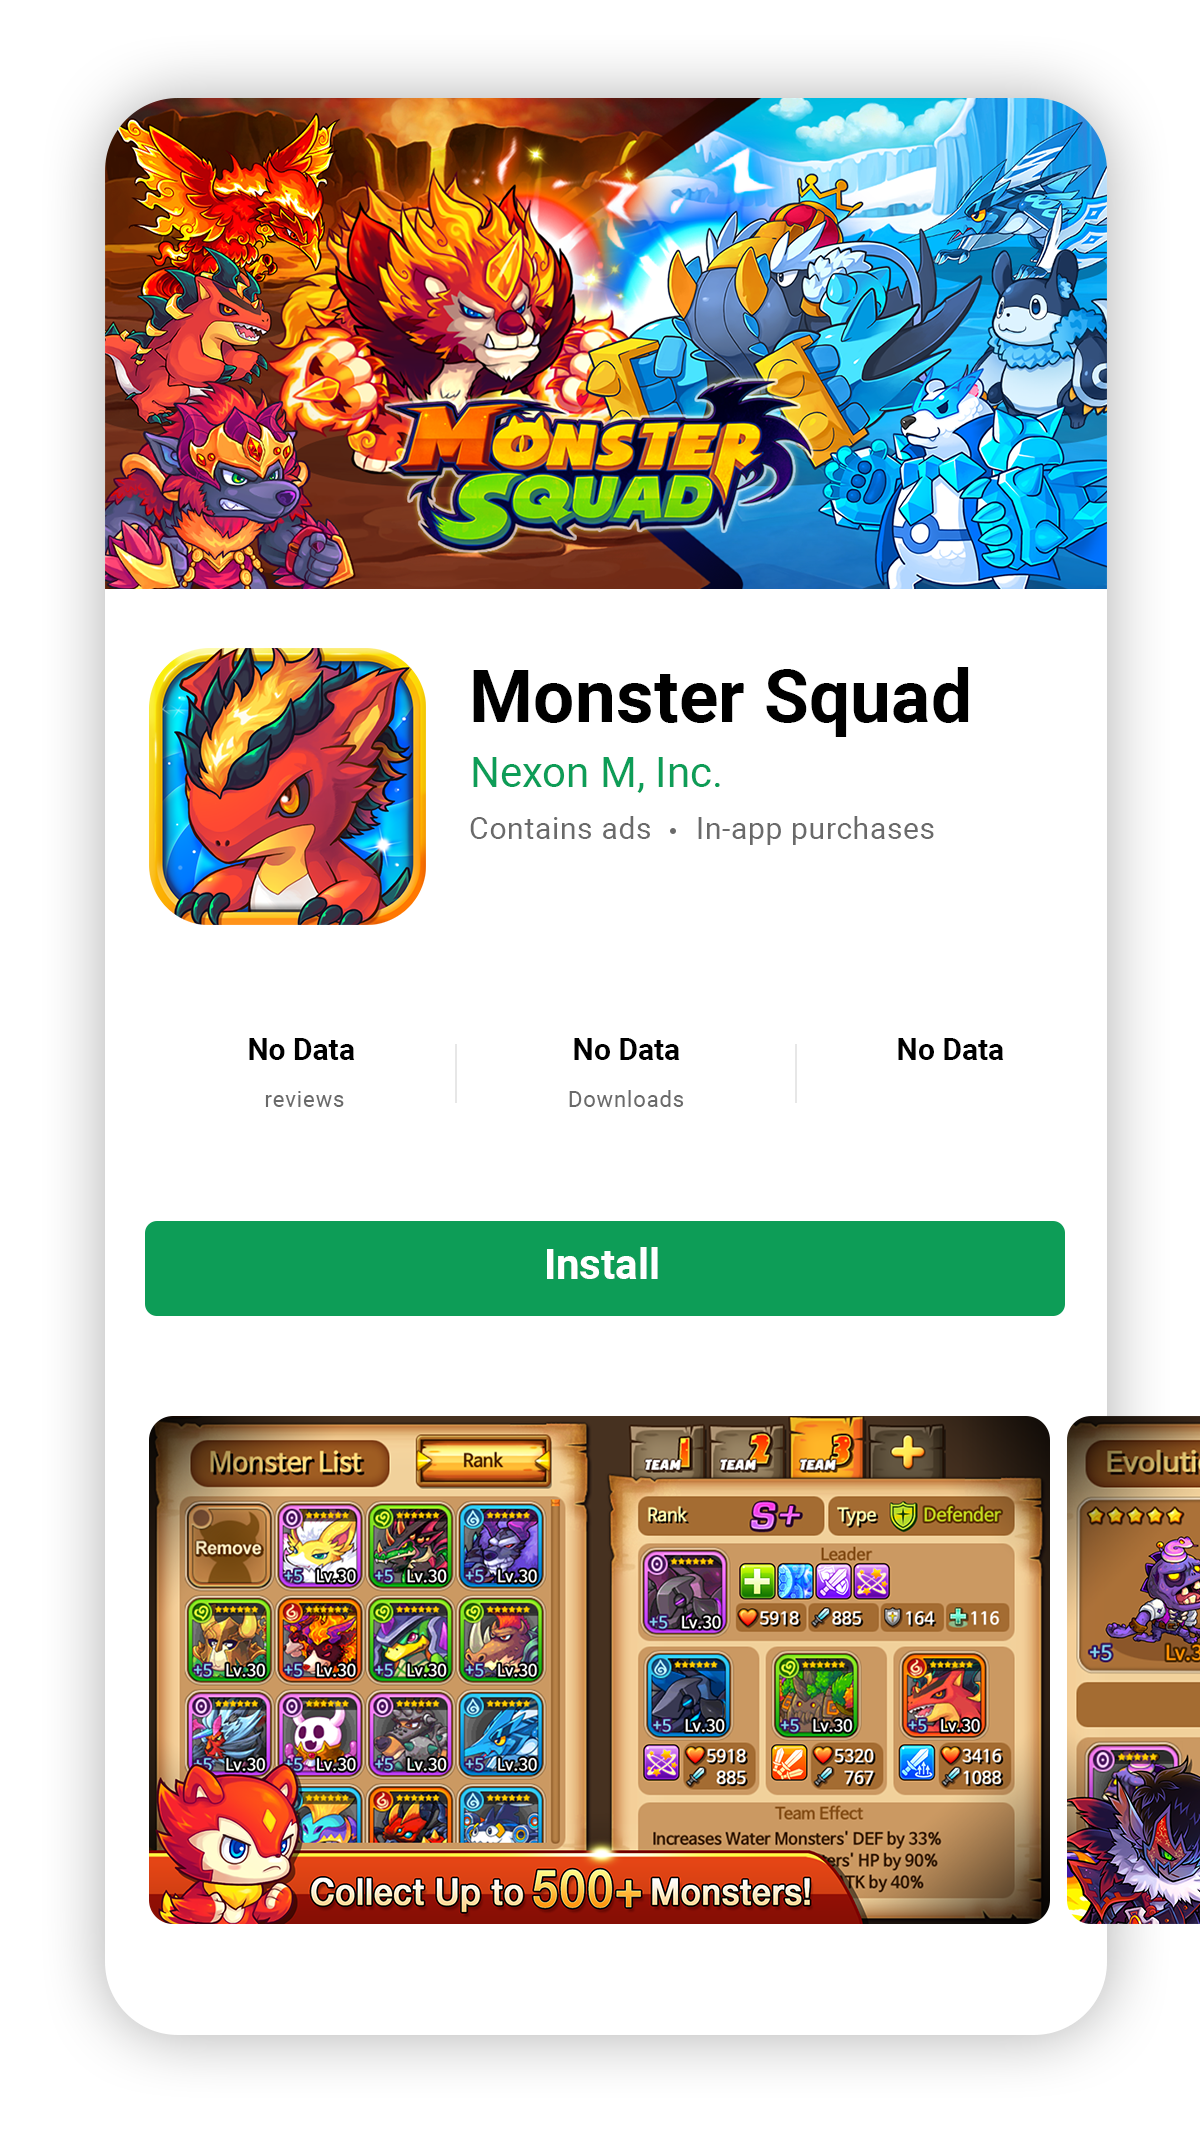 MONSTER
SQUAD
Monster Squad
Nexon M, Inc.
Contains ads • In-app purchases
No Data
reviews
No Data
Downloads
No Data
Install
Monster List
Rank
Remove
+5 Lv.30
+5 Lv.30
+5 Lv.30
+5 Lv.30
+5 Lv.30
+5 Lv.30
+5 Lv.30
+5 Lv.30
+5 Lv.30
+5 Lv.30
+5 Lv.30
TEAM 1
TEAM 2
TEAM 3
+
Rank S+
Type Defender
Leader
+5 Lv.30
5918 885 164 116
+5 Lv.30
+5 Lv.30
+5 Lv.30
5918
885
5320
767
3416
1088
Team Effect
Increases Water Monsters' DEF by 33%
ers' HP by 90%
TK by 40%
Collect Up to 500+ Monsters!
Evoluti
+5 Lv.3